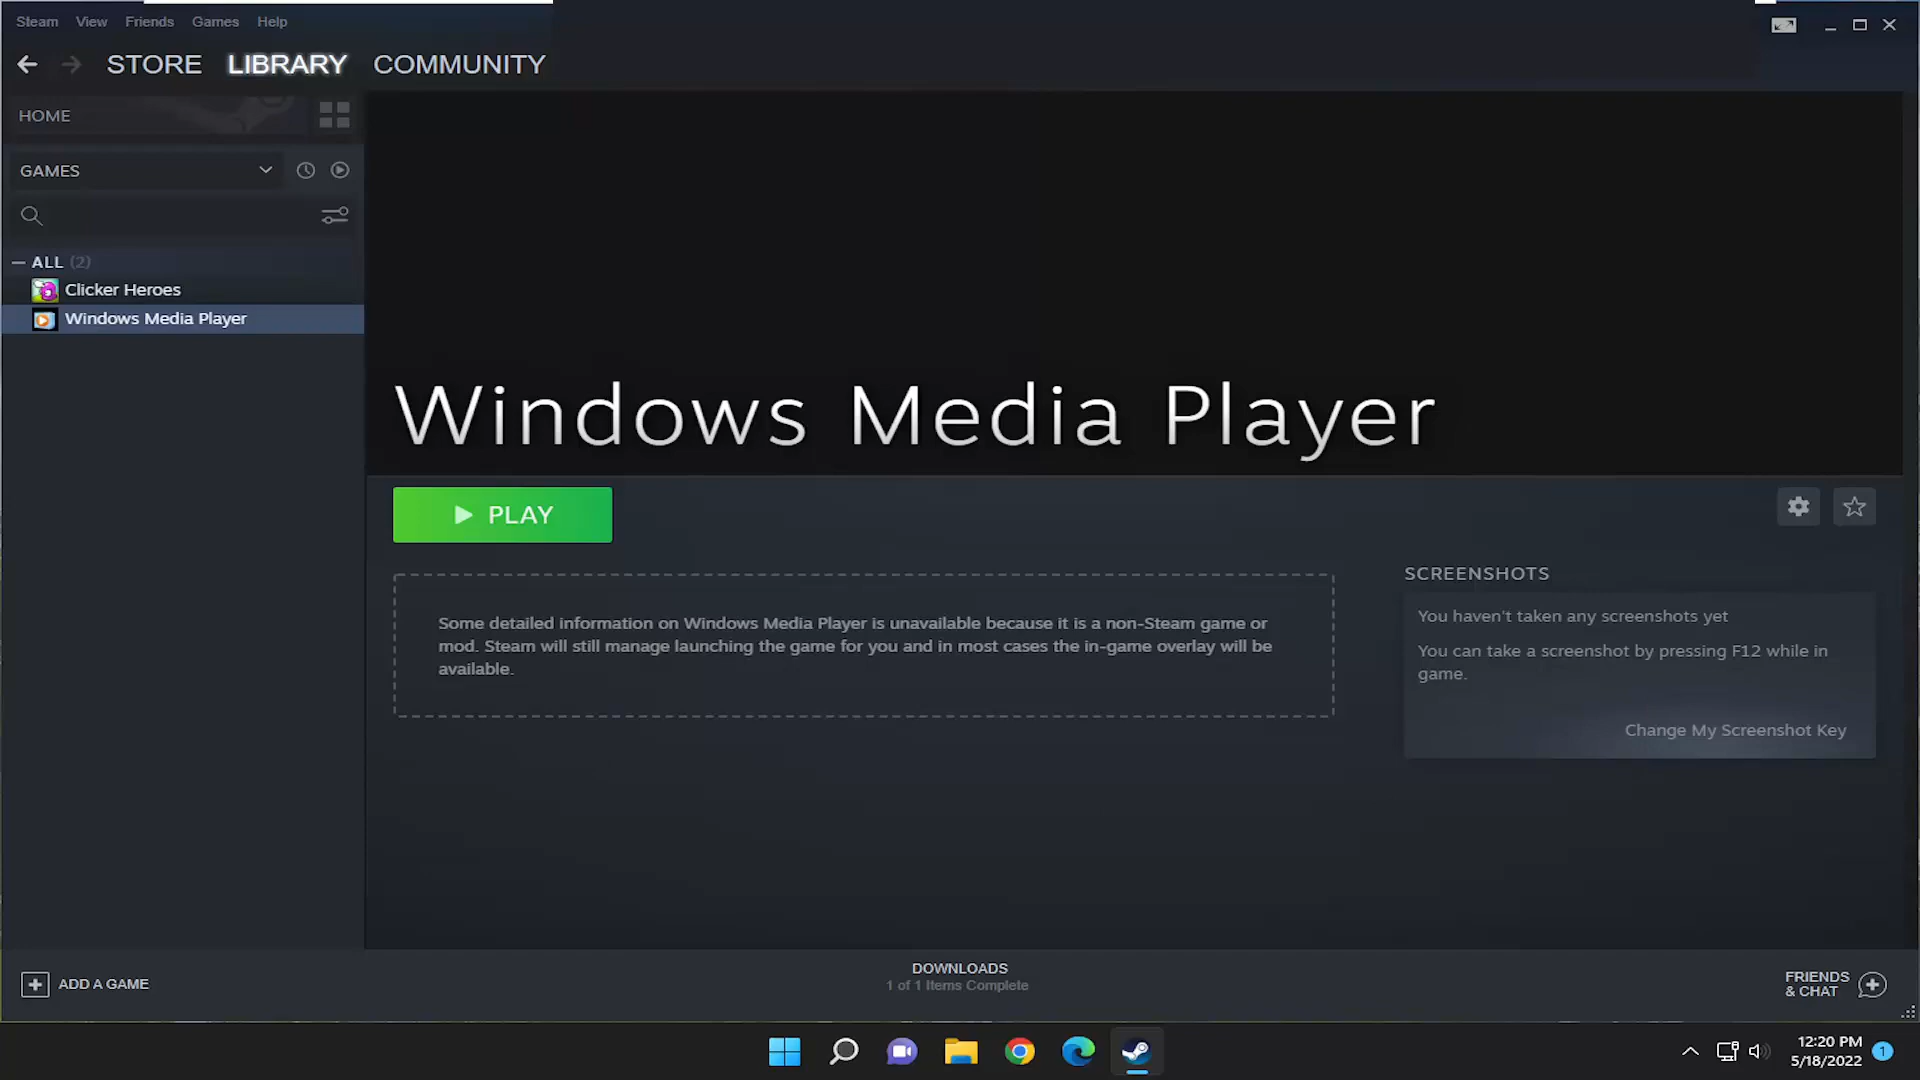 Steam View Friends Games Help
STORE LIBRARY COMMUNITY
HOME
GAMES
ALL (2)
Clicker Heroes
Windows Media Player
Windows Media Player
PLAY
Some detailed information on Windows Media Player is unavailable because it is a non-Steam game or
mod. Steam will still manage launching the game for you and in most cases the in-game overlay will be
available.
SCREENSHOTS
You haven't taken any screenshots yet
You can take a screenshot by pressing F12 while in
game.
Change My Screenshot Key
ADD A GAME
DOWNLOADS
1 of 1 Items Complete
FRIENDS
& CHAT
12:20 PM
5/18/2022
1